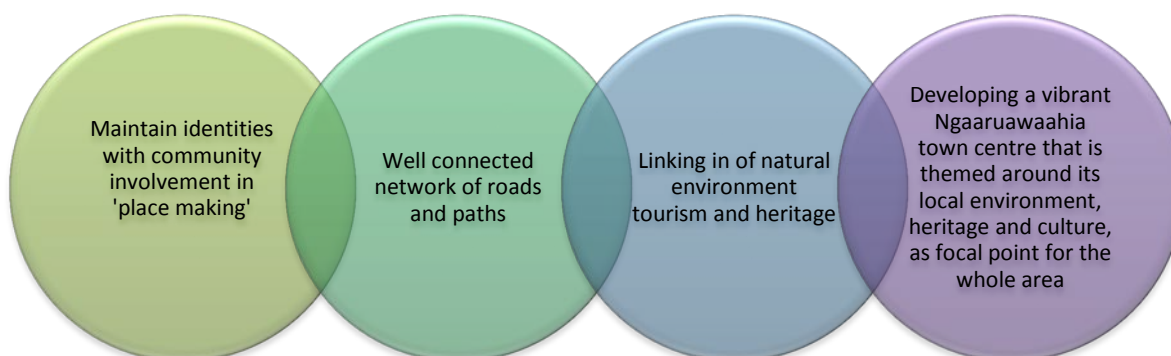 Maintain identities
with community
involvement in
'place making'
Well connected
network of roads
and paths
Linking in of natural
environment
tourism and heritage
Developing a vibrant
Ngaaruawaahia
town centre that is
themed around its
local environment,
heritage and culture,
as focal point for the
whole area